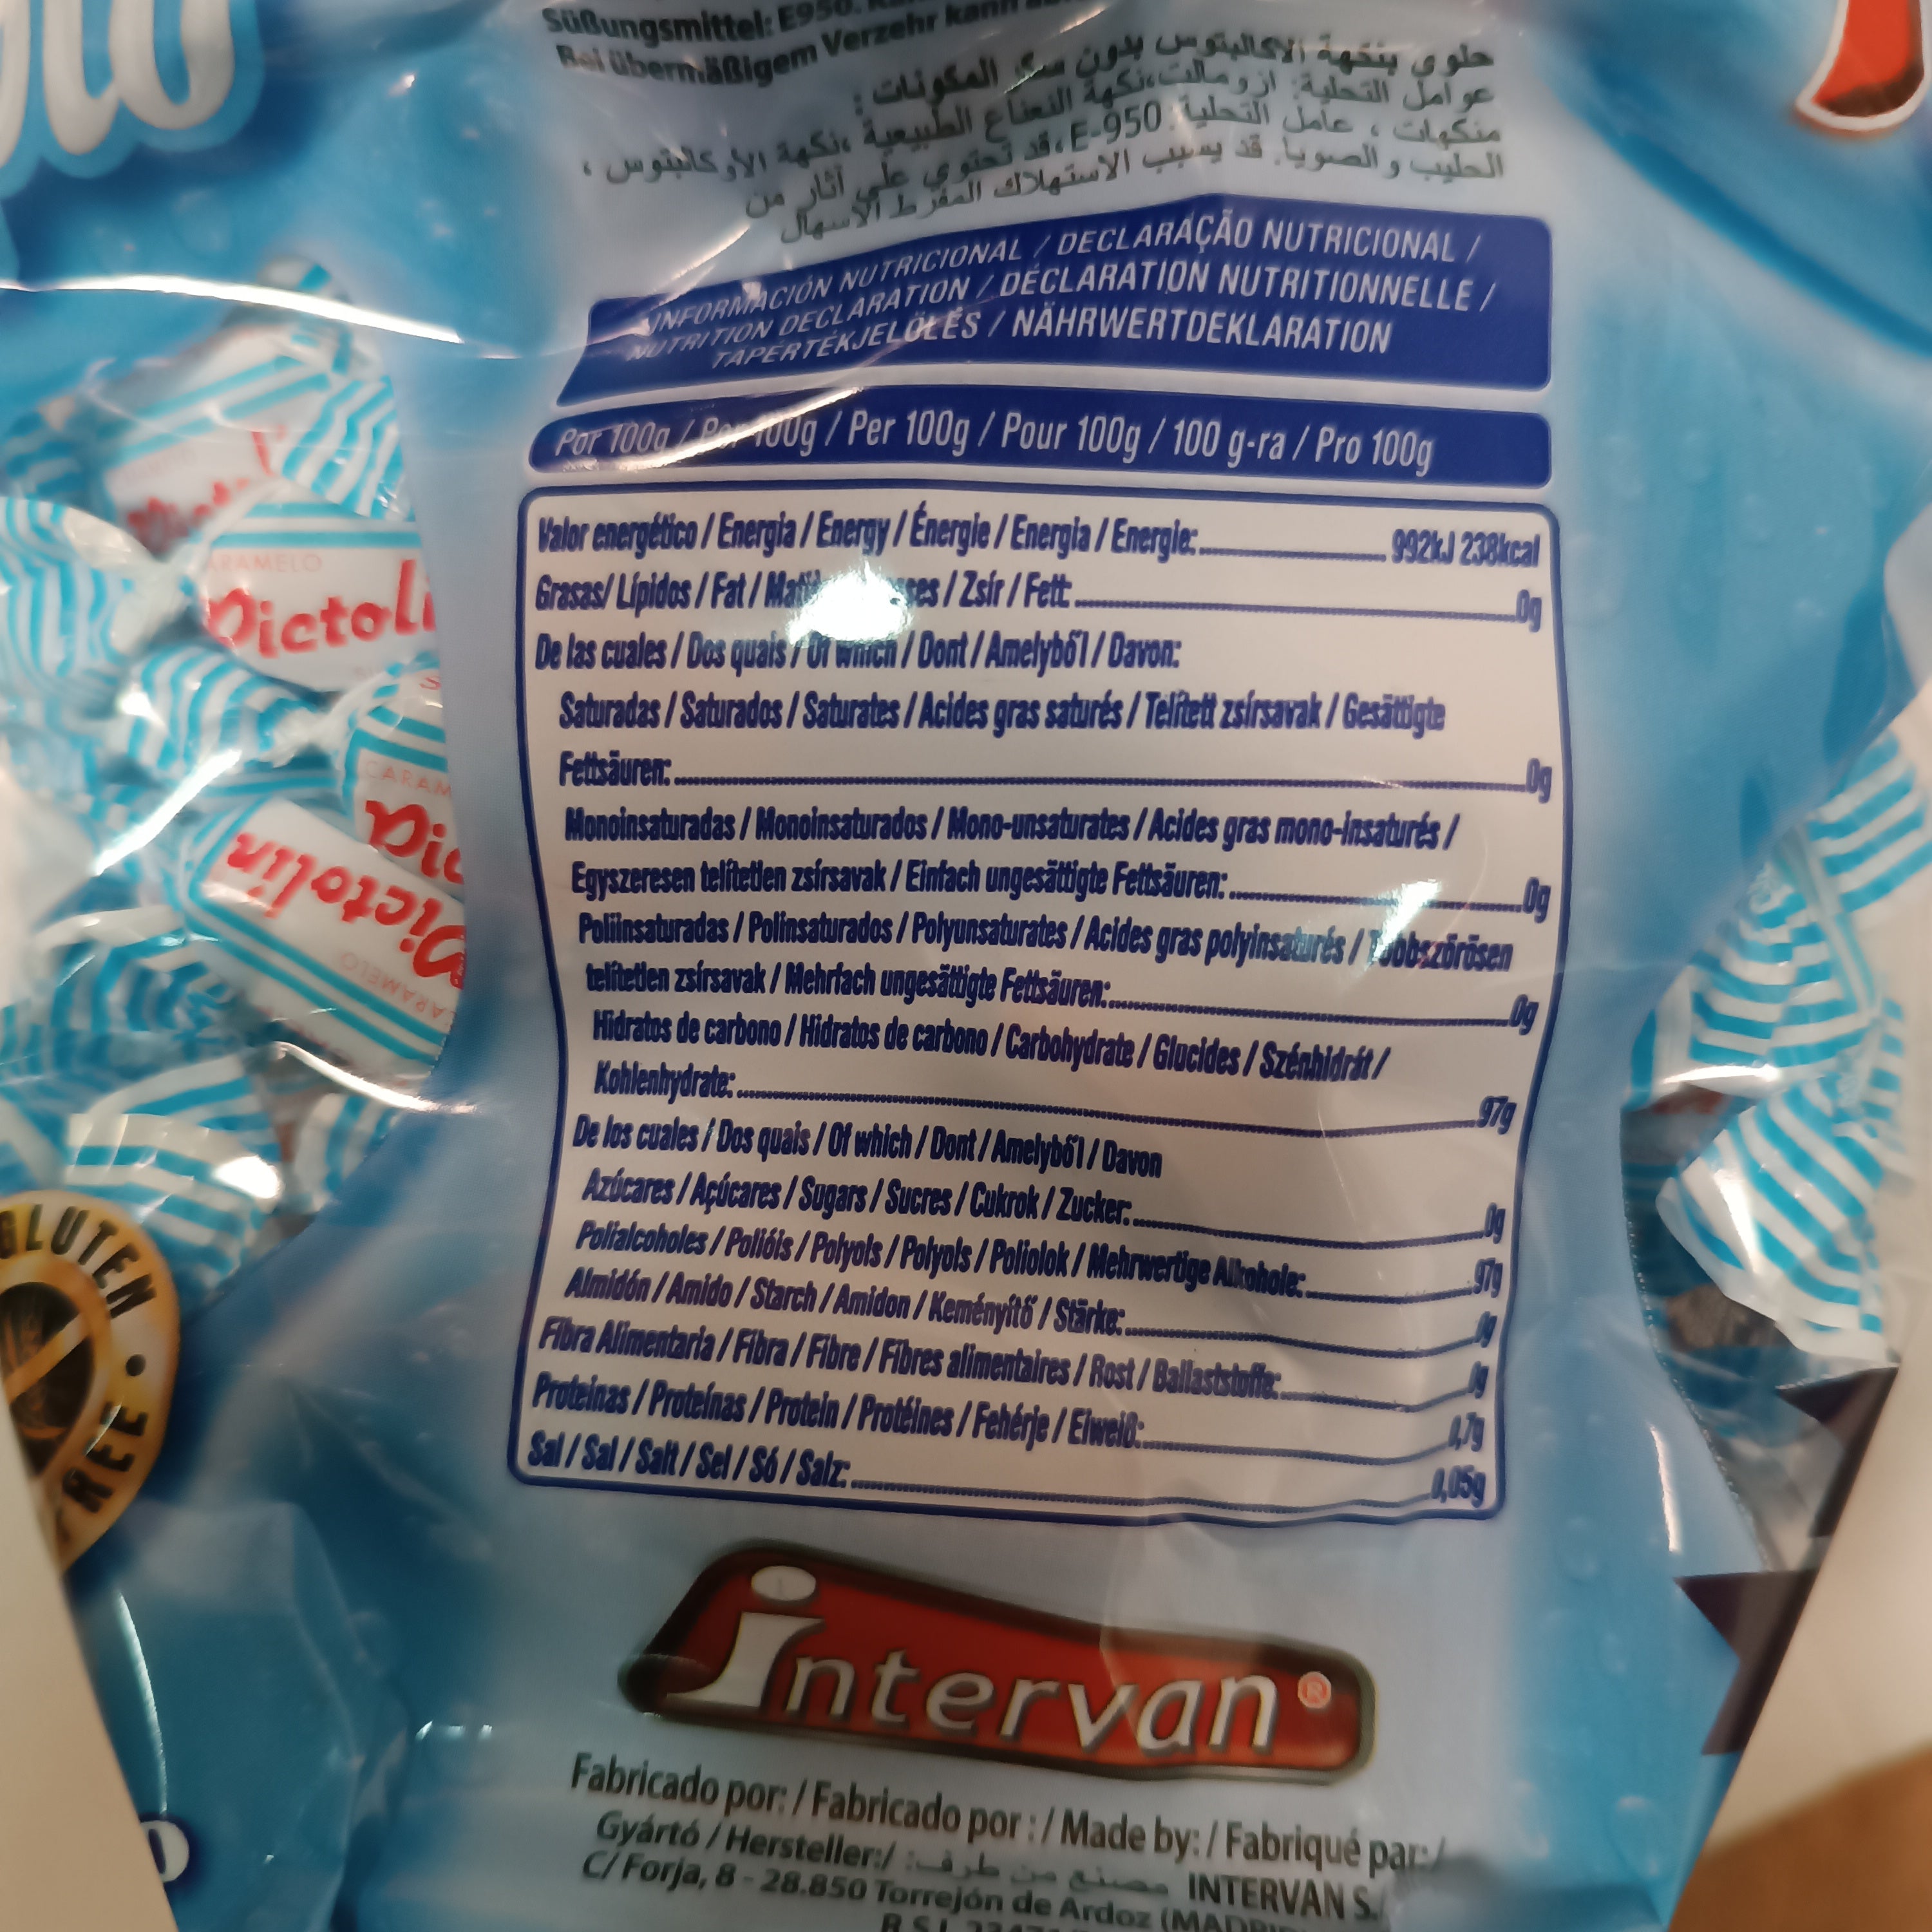 Süßungsmittel: E950.
Bei übermäßigem Verzehr kann
حلوى بنكهة الاكاليبتوس بدون سكر المكونات :
عوامل التحلية: ازومالت،نكهة النعناع الطبيعية ،نكهة الأوكالبتوس ،
منكهات ، عامل التحلية E-950،قد تحتوي على آثار من
الحليب و الصويا. قد يسبب الاستهلاك المفرط الاسهال
INFORMACIÓN NUTRICIONAL / DECLARAÇÃO NUTRICIONAL /
NUTRITION DECLARATION / DÉCLARATION NUTRITIONNELLE /
TAPÉRTÉKJELÖLÉS / NÄHRWERTDEKLARATION
Por 100g / Por 100g / Per 100g / Pour 100g / 100 g-ra / Pro 100g
Valor energético / Energia / Energy / Énergie / Energia / Energie: 992kJ 238kcal
Grasas/ Lípidos / Fat / / Zsír / Fett 0g
De las cuales / Dos quais / Of which / Dont / Amelyből / Davon:
Saturadas / Saturados / Saturates / Acides gras saturés / Telített zsírsavak / Gesättigte
Fettsäuren: 0g
Monoinsaturadas / Monoinsaturados / Mono-unsaturates / Acides gras mono-insaturés /
Egyszeresen telítetlen zsírsavak / Einfach ungesättigte Fettsäuren: 0g
Poliinsaturadas / Polinsaturados / Polyunsaturates / Acides gras polyinsaturés /
telítetlen zsírsavak / Mehrfach ungesättigte Fettsäuren: 0g
Hidratos de carbono / Hidratos de carbono / Carbohydrate / Glucides / Szénhidrát /
Kohlenhydrate: 97g
De los cuales / Dos quais / Of which / Dont / Amelyből / Davon
Azúcares / Açúcares / Sugars / Sucres / Cukrok / Zucker: 0g
Polialcoholes / Polióis / Polyols / Polyols / Poliolok / Mehrwertige Alkohole: 97g
Almidón / Amido / Starch / Amidon / Keményítő / Stärke: 0g
Fibra Alimentaria / Fibra / Fibre / Fibres alimentaires / Rost / Ballaststoffe: 0g
Proteinas / Proteínas / Protein / Protéines / Fehérje / Eiweiß: 0,7g
Sal / Sal / Salt / Sel / Só / Salz: 0,05g
Intervan®
Fabricado por: / Fabricado por : / Made by: / Fabriqué par: /
Gyártó / Hersteller:/ مصنع من طرف: INTERVAN S.
C/ Forja, 8 - 28.850 Torrejón de Ardoz
CARAMELO
Pictolin
Pictolin
CARAMELO
GLUTEN
FREE